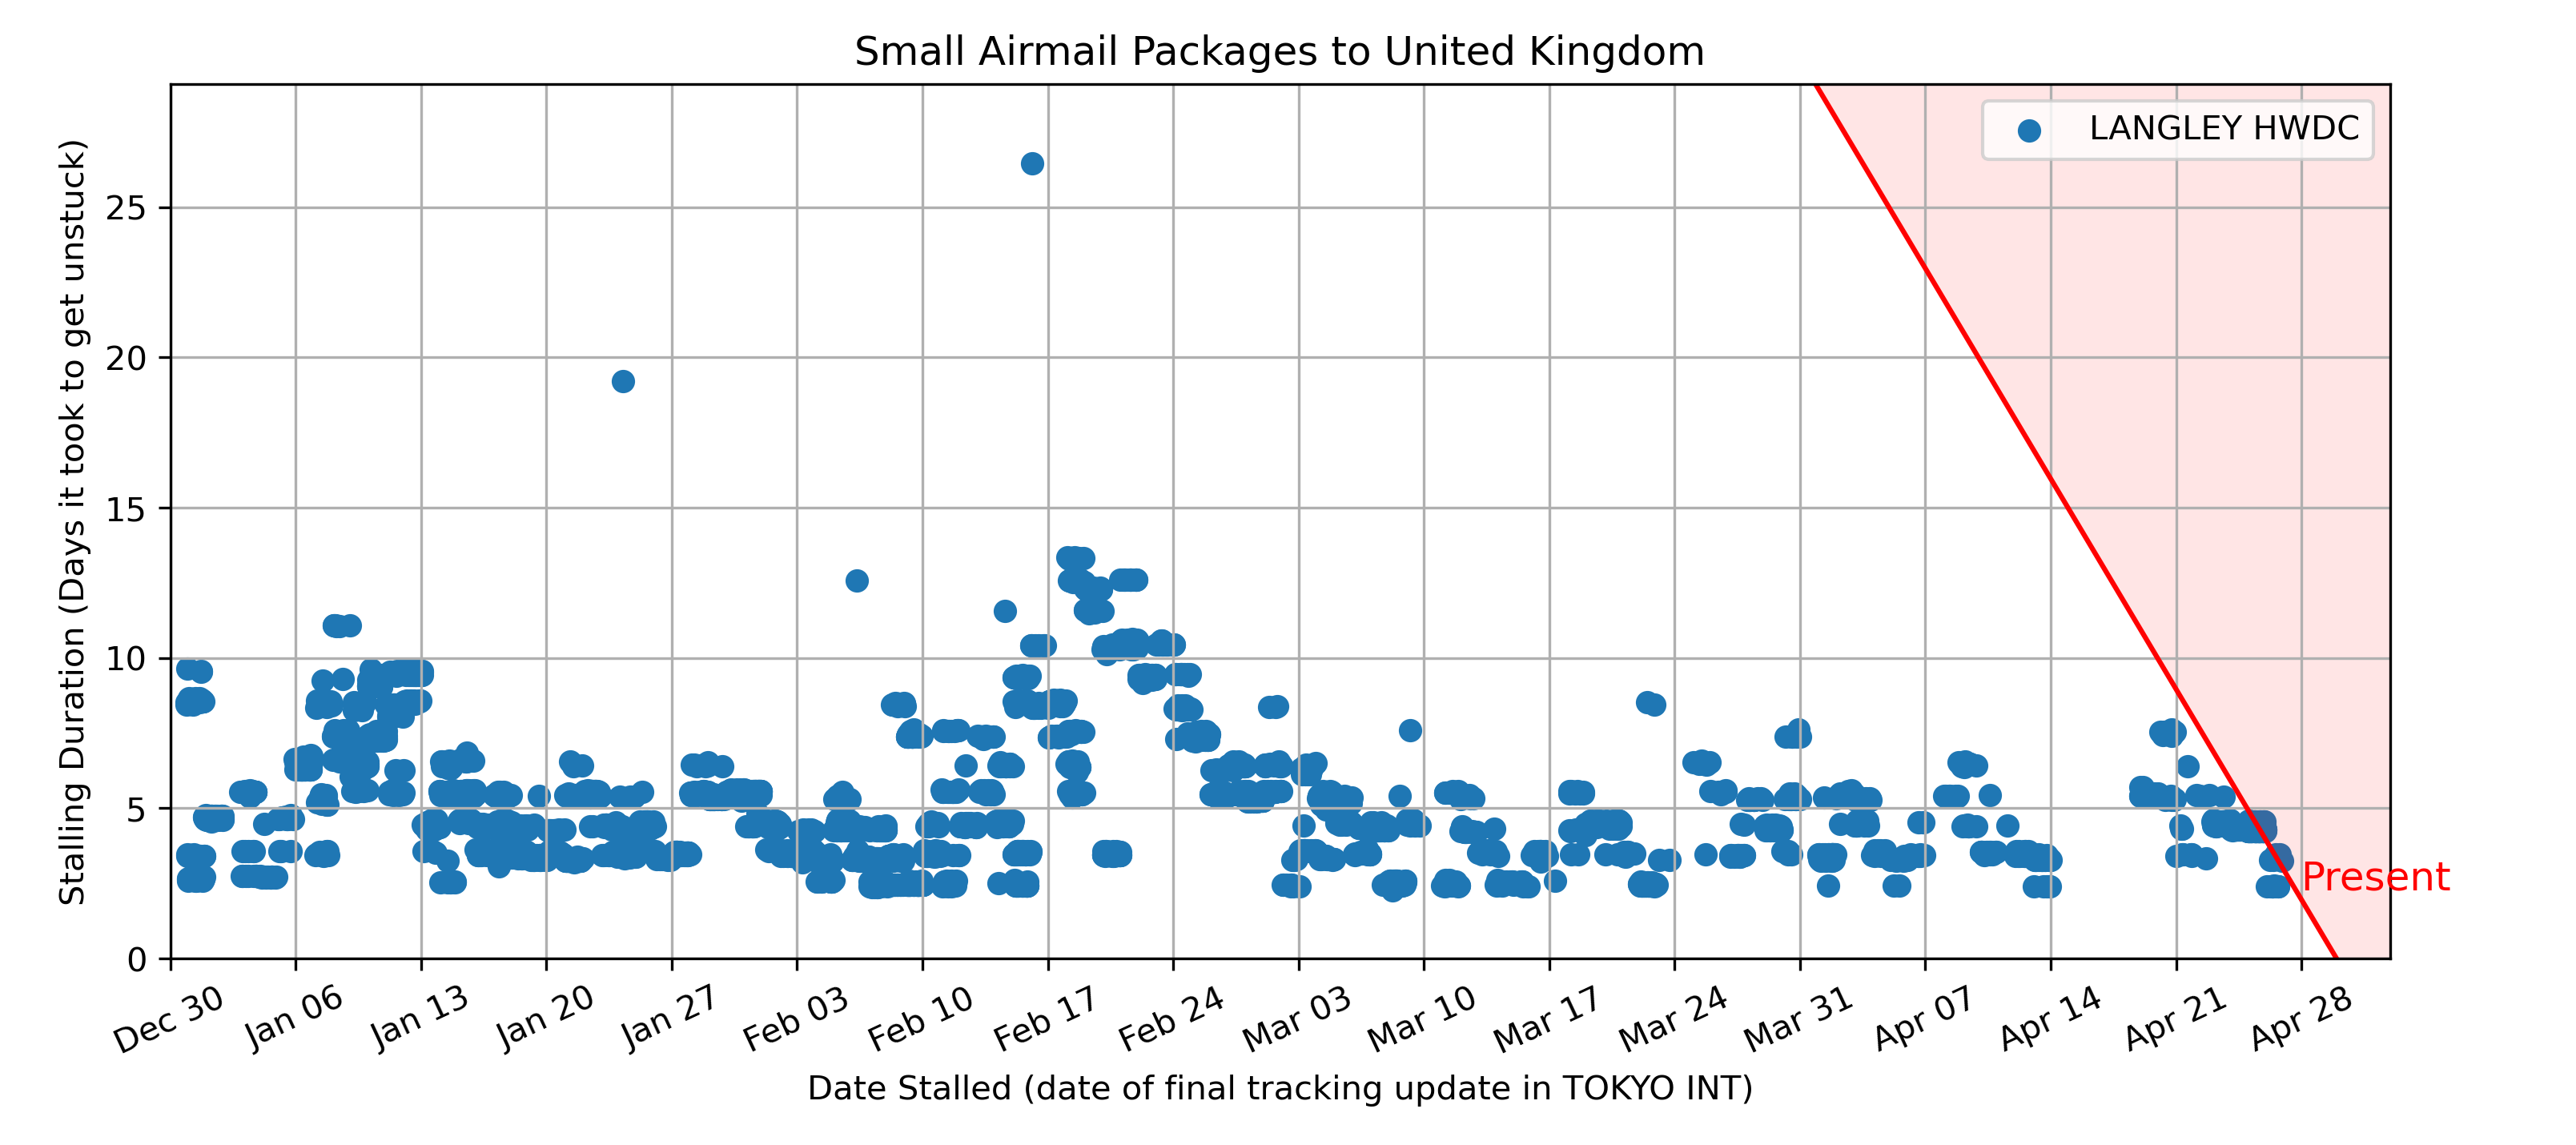 Small Airmail Packages to United Kingdom
LANGLEY HWDC
Stalling Duration (Days it took to get unstuck)
25
20
15
10
5
0
Present
Dec 30
Jan 06
Jan 13
Jan 20
Jan 27
Feb 03
Feb 10
Feb 17
Feb 24
Mar 03
Mar 10
Mar 17
Mar 24
Mar 31
Apr 07
Apr 14
Apr 21
Apr 28
Date Stalled (date of final tracking update in TOKYO INT)